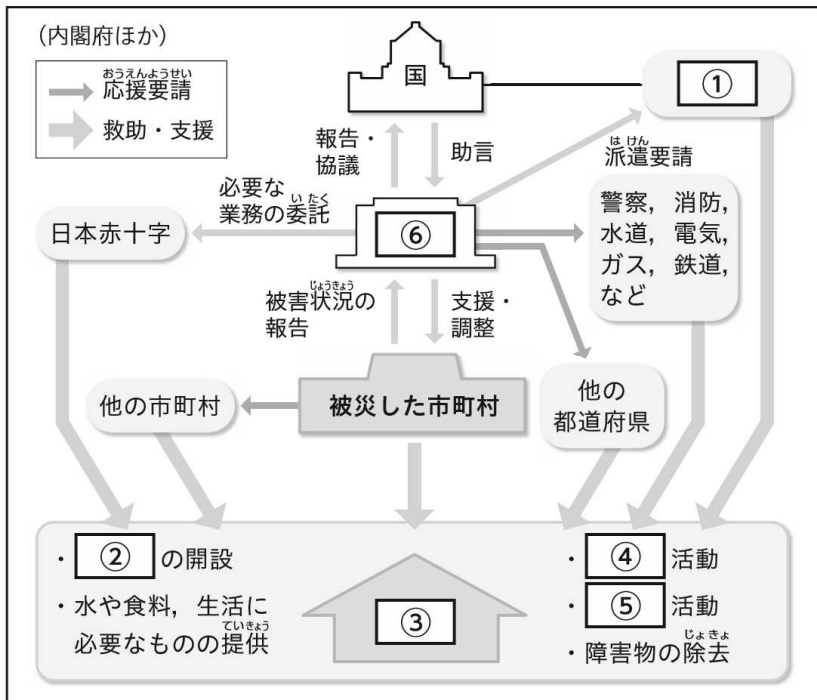 (内閣府ほか)
おうえんようせい
応援要請
救助・支援
国
①
報告・
協議
助言
はけん
派遣要請
必要な
業務の委託
いたく
日本赤十字
⑥
警察, 消防,
水道, 電気,
ガス, 鉄道,
など
被害状況の
じょうきょう
報告
支援・
調整
他の市町村
被災した市町村
他の
都道府県
・②の開設
・水や食料, 生活に
必要なものの提供
ていきょう
③
・④活動
・⑤活動
じょきょ
・障害物の除去